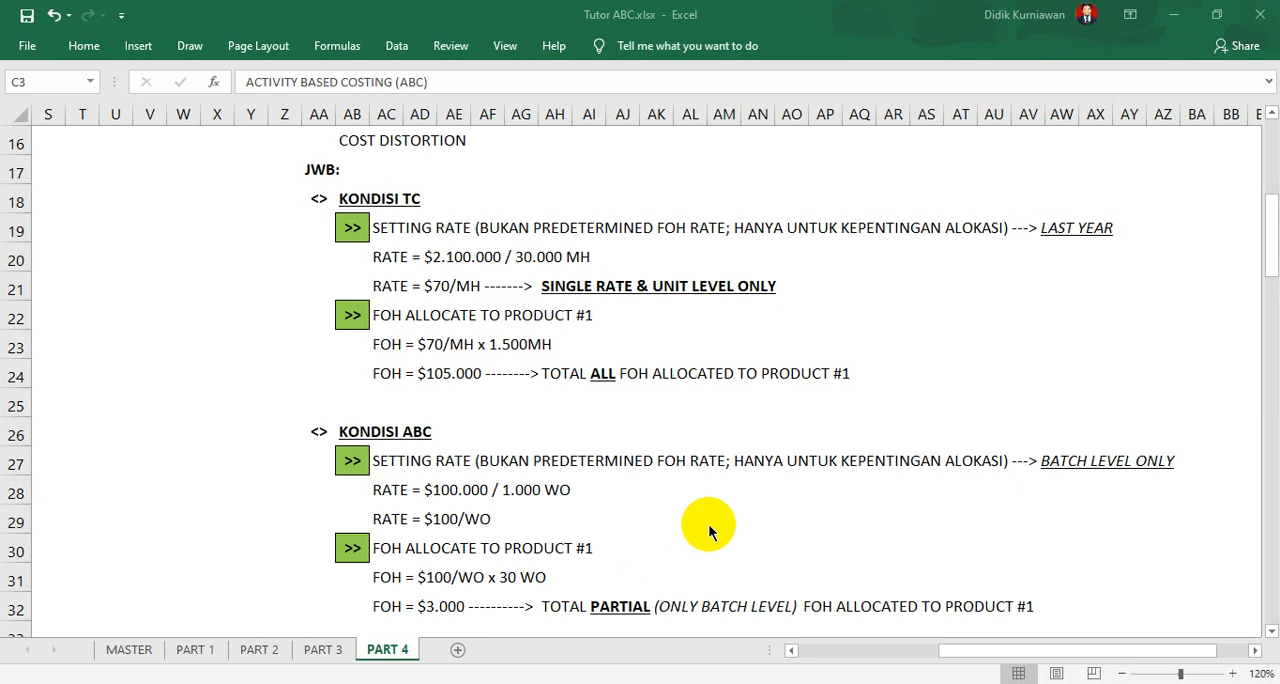 Tutor ABC.xlsx - Excel
Didik Kurniawan
File Home Insert Draw Page Layout Formulas Data Review View Help Tell me what you want to do Share
C3 fx ACTIVITY BASED COSTING (ABC)
S T U V W X Y Z AA AB AC AD AE AF AG AH AI AJ AK AL AM AN AO AP AQ AR AS AT AU AV AW AX AY AZ BA BB
16 COST DISTORTION
17 JWB:
18 <> KONDISI TC
19 >> SETTING RATE (BUKAN PREDETERMINED FOH RATE; HANYA UNTUK KEPENTINGAN ALOKASI) ---> LAST YEAR
20 RATE = $2.100.000 / 30.000 MH
21 RATE = $70/MH -------> SINGLE RATE & UNIT LEVEL ONLY
22 >> FOH ALLOCATE TO PRODUCT #1
23 FOH = $70/MH x 1.500MH
24 FOH = $105.000 --------> TOTAL ALL FOH ALLOCATED TO PRODUCT #1
25
26 <> KONDISI ABC
27 >> SETTING RATE (BUKAN PREDETERMINED FOH RATE; HANYA UNTUK KEPENTINGAN ALOKASI) ---> BATCH LEVEL ONLY
28 RATE = $100.000 / 1.000 WO
29 RATE = $100/WO
30 >> FOH ALLOCATE TO PRODUCT #1
31 FOH = $100/WO x 30 WO
32 FOH = $3.000 ----------> TOTAL PARTIAL (ONLY BATCH LEVEL) FOH ALLOCATED TO PRODUCT #1
MASTER PART 1 PART 2 PART 3 PART 4
120%